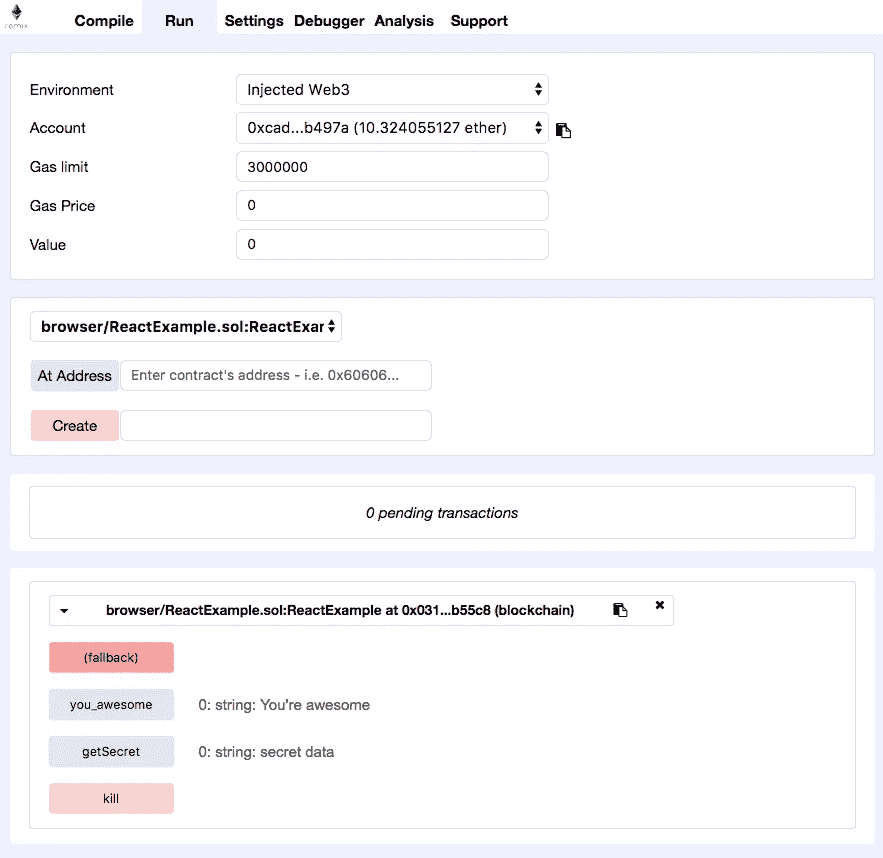 remix
Compile Run Settings Debugger Analysis Support
Environment Injected Web3
Account 0xcad...b497a (10.324055127 ether)
Gas limit 3000000
Gas Price 0
Value 0
browser/ReactExample.sol:ReactExar
At Address Enter contract's address - i.e. 0x60606...
Create
0 pending transactions
browser/ReactExample.sol:ReactExample at 0x031...b55c8 (blockchain)
(fallback)
you_awesome 0: string: You're awesome
getSecret 0: string: secret data
kill